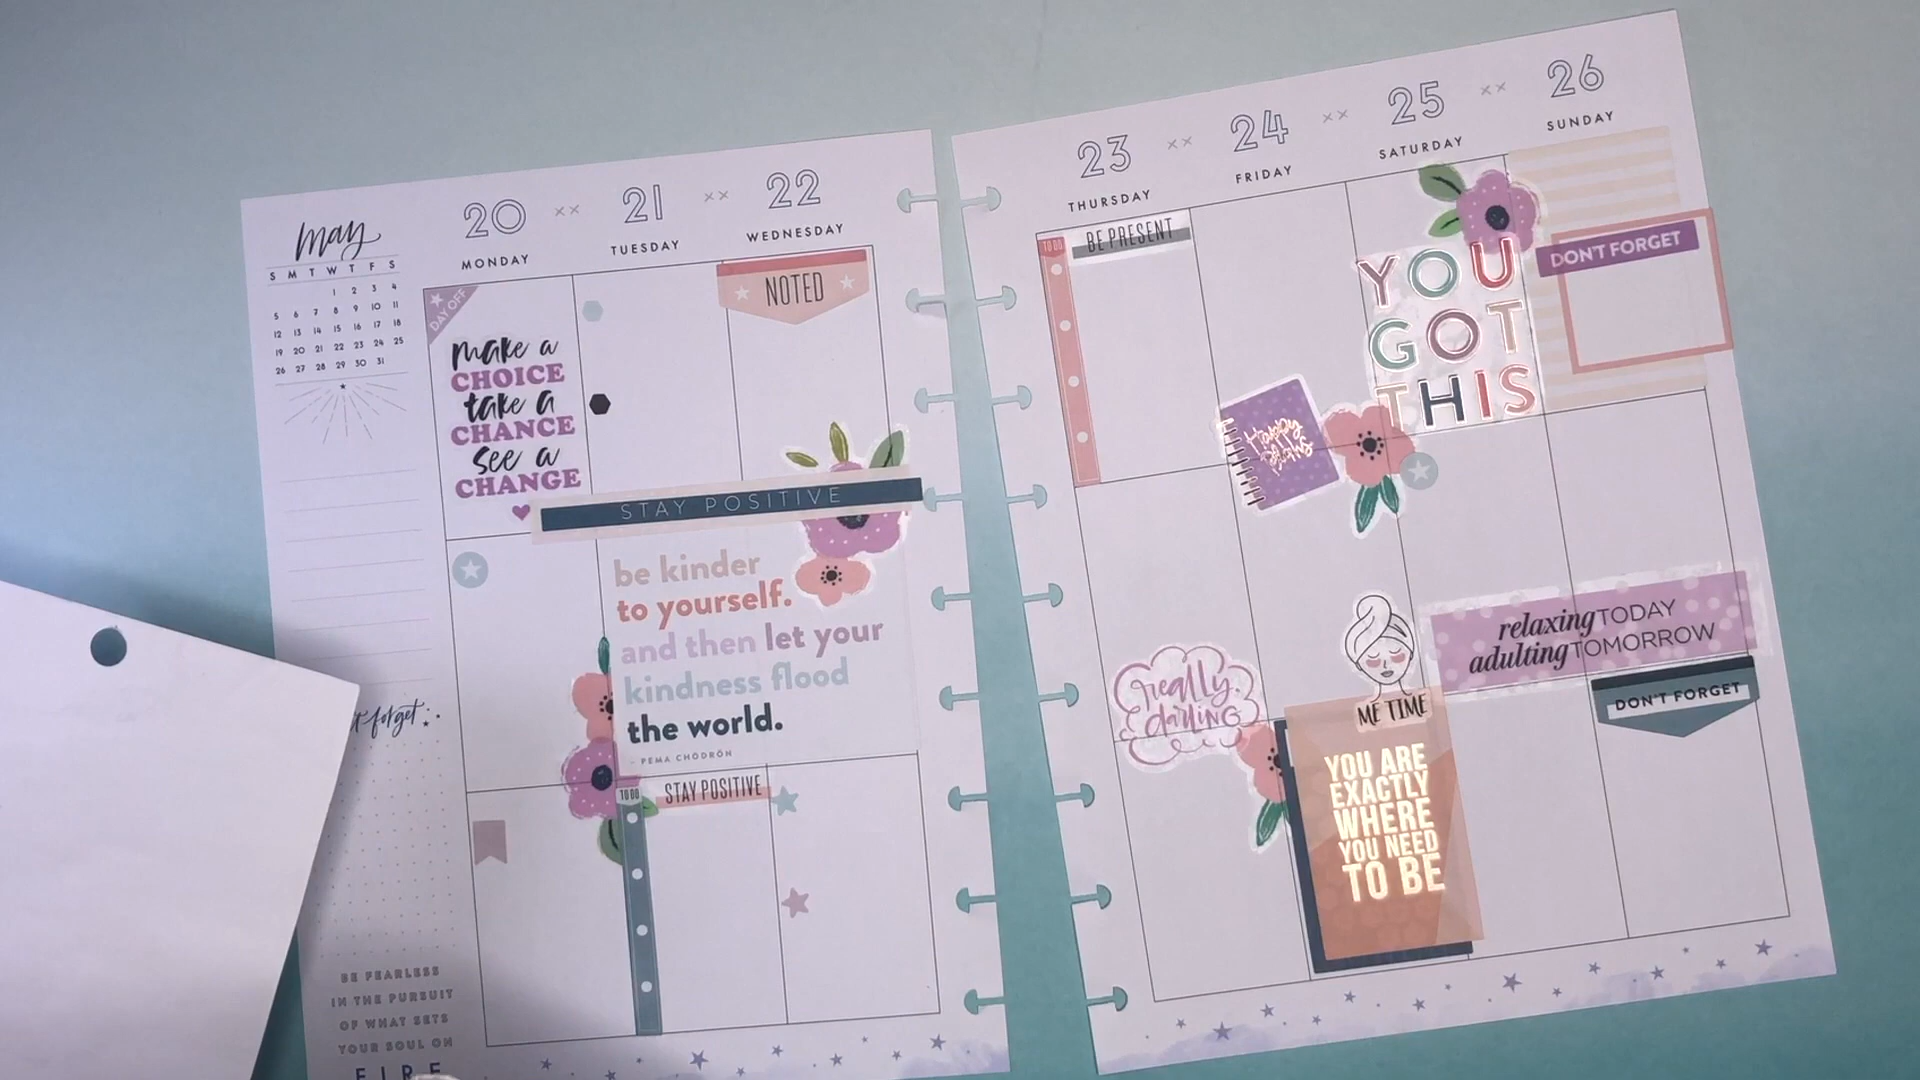 may
S M T W T F S
1 2 3 4
5 6 7 8 9 10 11
12 13 14 15 16 17 18
19 20 21 22 23 24 25
26 27 28 29 30 31
BE FEARLESS
IN THE PURSUIT
OF WHAT SETS
YOUR SOUL ON
FIRE
20 xx 21 xx 22
MONDAY TUESDAY WEDNESDAY
DAY OFF
make a
CHOICE
take a
CHANCE
see a
CHANGE
NOTED
STAY POSITIVE
be kinder
to yourself.
and then let your
kindness flood
the world.
- PEMA CHÖDRÖN
TO DO
STAY POSITIVE
23 xx 24 xx 25 xx 26
THURSDAY FRIDAY SATURDAY SUNDAY
TO DO
BE PRESENT
YOU
GOT
THIS
DON'T FORGET
Happy
relaxing TODAY
adulting TOMORROW
DON'T FORGET
really,
darling
ME TIME
YOU ARE
EXACTLY
WHERE
YOU NEED
TO BE